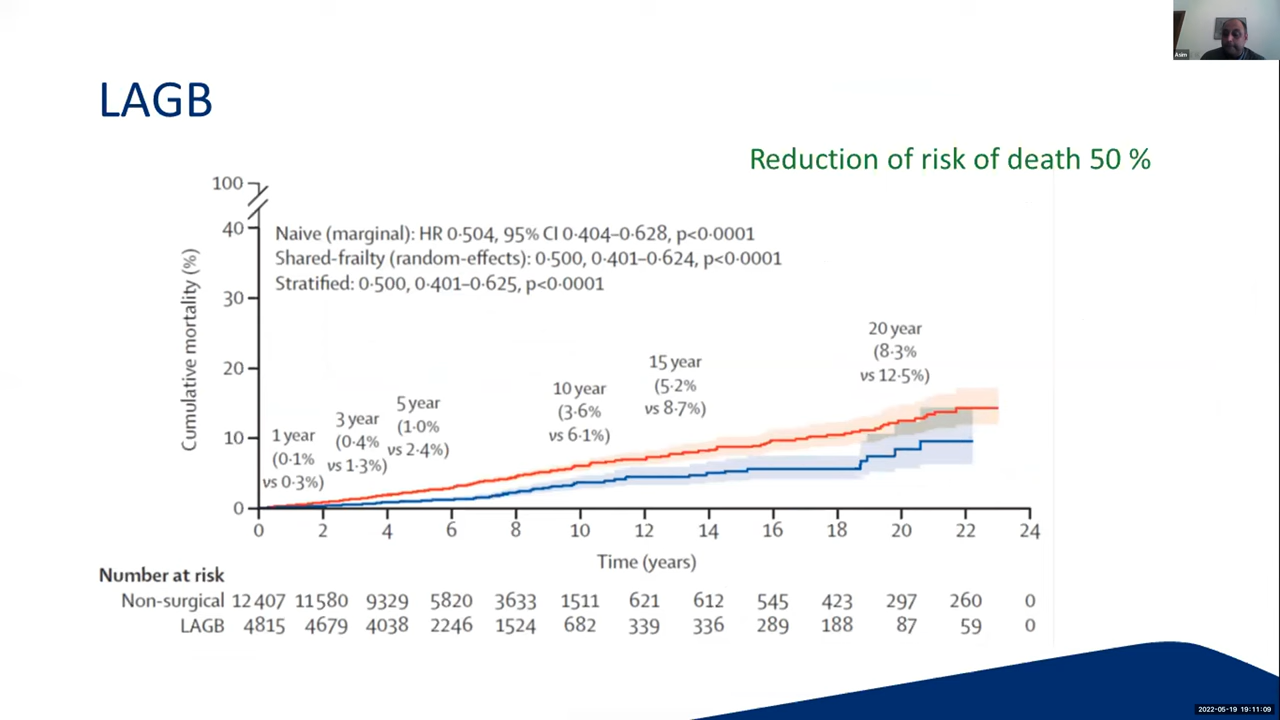 Asim
LAGB
Reduction of risk of death 50 %
100
40
30
20
10
0
Cumulative mortality (%)
Naive (marginal): HR 0·504, 95% CI 0·404–0·628, p<0·0001
Shared-frailty (random-effects): 0·500, 0·401–0·624, p<0·0001
Stratified: 0·500, 0·401–0·625, p<0·0001
1 year
(0·1%
vs 0·3%)
3 year
(0·4%
vs 1·3%)
5 year
(1·0%
vs 2·4%)
10 year
(3·6%
vs 6·1%)
15 year
(5·2%
vs 8·7%)
20 year
(8·3%
vs 12·5%)
0 2 4 6 8 10 12 14 16 18 20 22 24
Time (years)
Number at risk
Non-surgical 12 407 11 580 9329 5820 3633 1511 621 612 545 423 297 260 0
LAGB 4815 4679 4038 2246 1524 682 339 336 289 188 87 59 0
2022-05-19 19:11:09